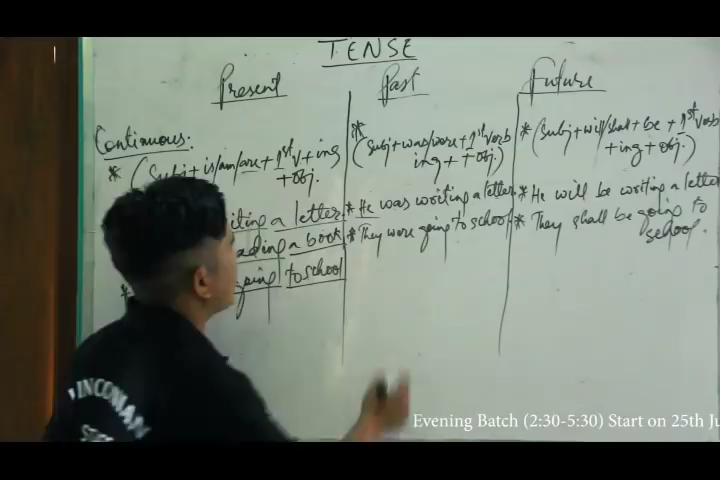 TENSE
Present
Past
Future
Continuous:
* (Subj + is/am/are + 1st V + ing
+ obj.
* (Subj + was/were + 1st verb
ing + + obj.)
* (Subj + will/shall + be + 1st verb
+ ing + obj.)
iting a letter.
ading a book
going to school
* He was writing a letter.
* They were going to school
* He will be writing a letter
* They shall be going to
school.
Evening Batch (2:30-5:30) Start on 25th Ju